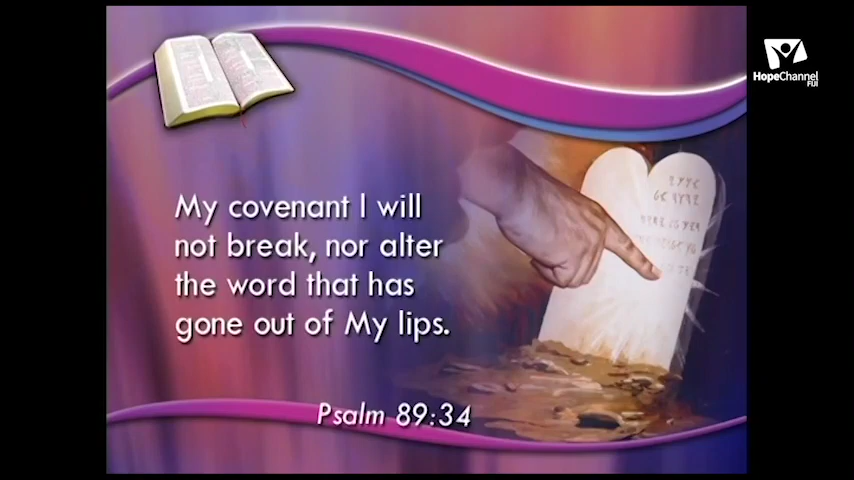 HopeChannel
FIJI
My covenant I will
not break, nor alter
the word that has
gone out of My lips.
Psalm 89:34